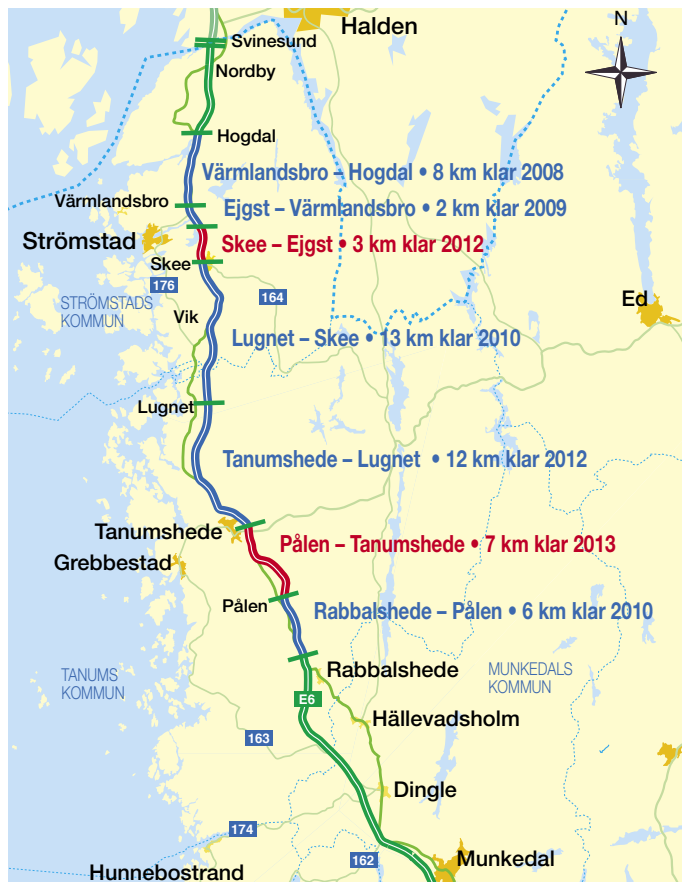 N
Halden
Svinesund
Nordby
Hogdal
Värmlandsbro – Hogdal • 8 km klar 2008
Värmlandsbro
Ejgst – Värmlandsbro • 2 km klar 2009
Strömstad
Skee – Ejgst • 3 km klar 2012
Skee
176
164
STRÖMSTADS
KOMMUN
Ed
Vik
Lugnet – Skee • 13 km klar 2010
Lugnet
Tanumshede – Lugnet • 12 km klar 2012
Tanumshede
Pålen – Tanumshede • 7 km klar 2013
Grebbestad
Pålen
Rabbalshede – Pålen • 6 km klar 2010
TANUMS
KOMMUN
Rabbalshede
MUNKEDALS
KOMMUN
E6
Hällevadsholm
163
Dingle
174
162
Munkedal
Hunnebostrand